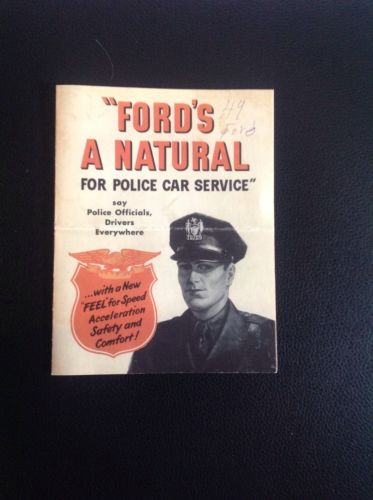 "FORD'S
A NATURAL
FOR POLICE CAR SERVICE"
say
Police Officials,
Drivers
Everywhere
...with a New
"FEEL" for Speed
Acceleration
Safety and
Comfort!
49
Ford